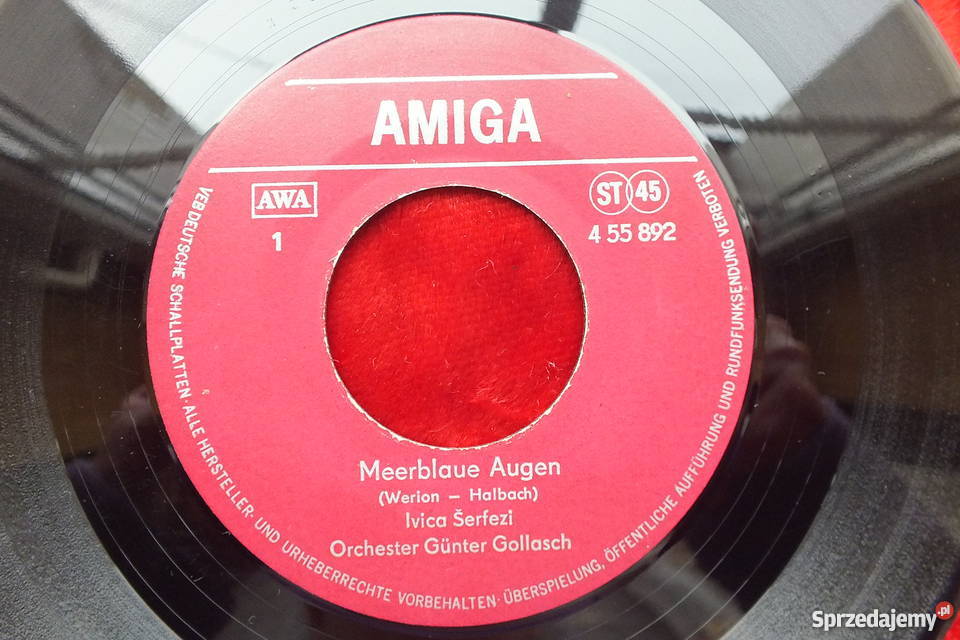 AMIGA
AWA
ST 45
1
4 55 892
Meerblaue Augen
(Werion – Halbach)
Ivica Šerfezi
Orchester Günter Gollasch
VEB DEUTSCHE SCHALLPLATTEN · ALLE HERSTELLER- UND URHEBERRECHTE VORBEHALTEN · ÜBERSPIELUNG, ÖFFENTLICHE AUFFÜHRUNG UND RUNDFUNKSENDUNG VERBOTEN
Sprzedajemy.pl